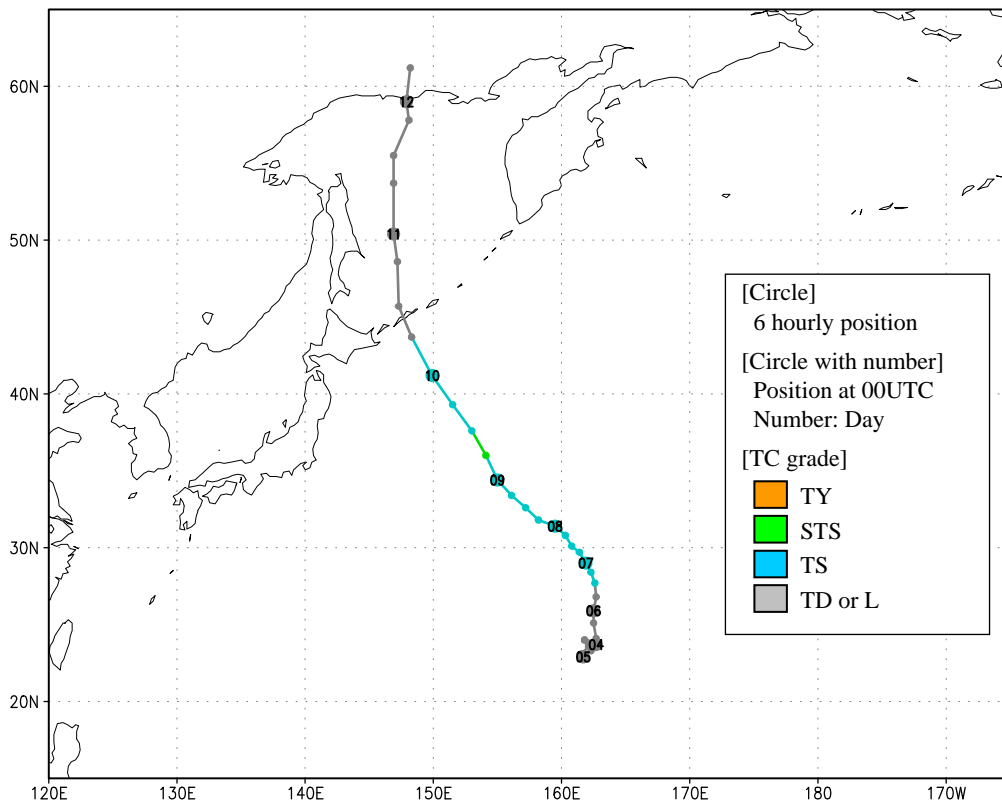 60N
50N
40N
30N
20N
120E 130E 140E 150E 160E 170E 180 170W
12
11
10
09
08
07
06
04
05
[Circle]
6 hourly position
[Circle with number]
Position at 00UTC
Number: Day
[TC grade]
TY
STS
TS
TD or L